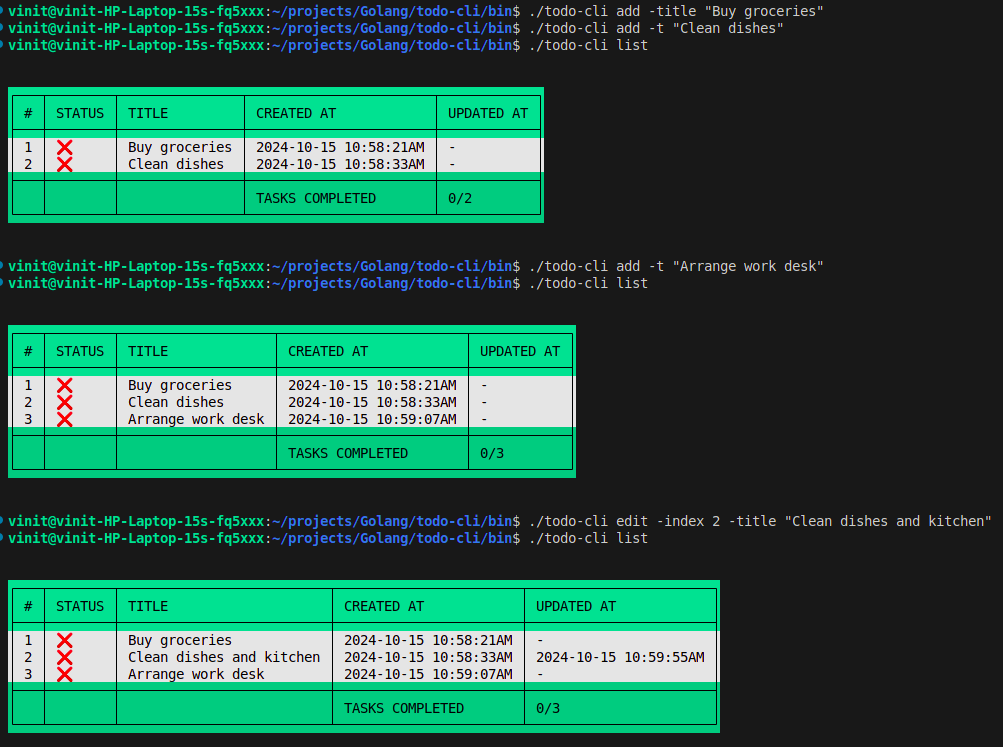 vinit@vinit-HP-Laptop-15s-fq5xxx:~/projects/Golang/todo-cli/bin$ ./todo-cli add -title "Buy groceries"
vinit@vinit-HP-Laptop-15s-fq5xxx:~/projects/Golang/todo-cli/bin$ ./todo-cli add -t "Clean dishes"
vinit@vinit-HP-Laptop-15s-fq5xxx:~/projects/Golang/todo-cli/bin$ ./todo-cli list
# STATUS TITLE CREATED AT UPDATED AT
1 ❌ Buy groceries 2024-10-15 10:58:21AM -
2 ❌ Clean dishes 2024-10-15 10:58:33AM -
TASKS COMPLETED 0/2
vinit@vinit-HP-Laptop-15s-fq5xxx:~/projects/Golang/todo-cli/bin$ ./todo-cli add -t "Arrange work desk"
vinit@vinit-HP-Laptop-15s-fq5xxx:~/projects/Golang/todo-cli/bin$ ./todo-cli list
# STATUS TITLE CREATED AT UPDATED AT
1 ❌ Buy groceries 2024-10-15 10:58:21AM -
2 ❌ Clean dishes 2024-10-15 10:58:33AM -
3 ❌ Arrange work desk 2024-10-15 10:59:07AM -
TASKS COMPLETED 0/3
vinit@vinit-HP-Laptop-15s-fq5xxx:~/projects/Golang/todo-cli/bin$ ./todo-cli edit -index 2 -title "Clean dishes and kitchen"
vinit@vinit-HP-Laptop-15s-fq5xxx:~/projects/Golang/todo-cli/bin$ ./todo-cli list
# STATUS TITLE CREATED AT UPDATED AT
1 ❌ Buy groceries 2024-10-15 10:58:21AM -
2 ❌ Clean dishes and kitchen 2024-10-15 10:58:33AM 2024-10-15 10:59:55AM
3 ❌ Arrange work desk 2024-10-15 10:59:07AM -
TASKS COMPLETED 0/3